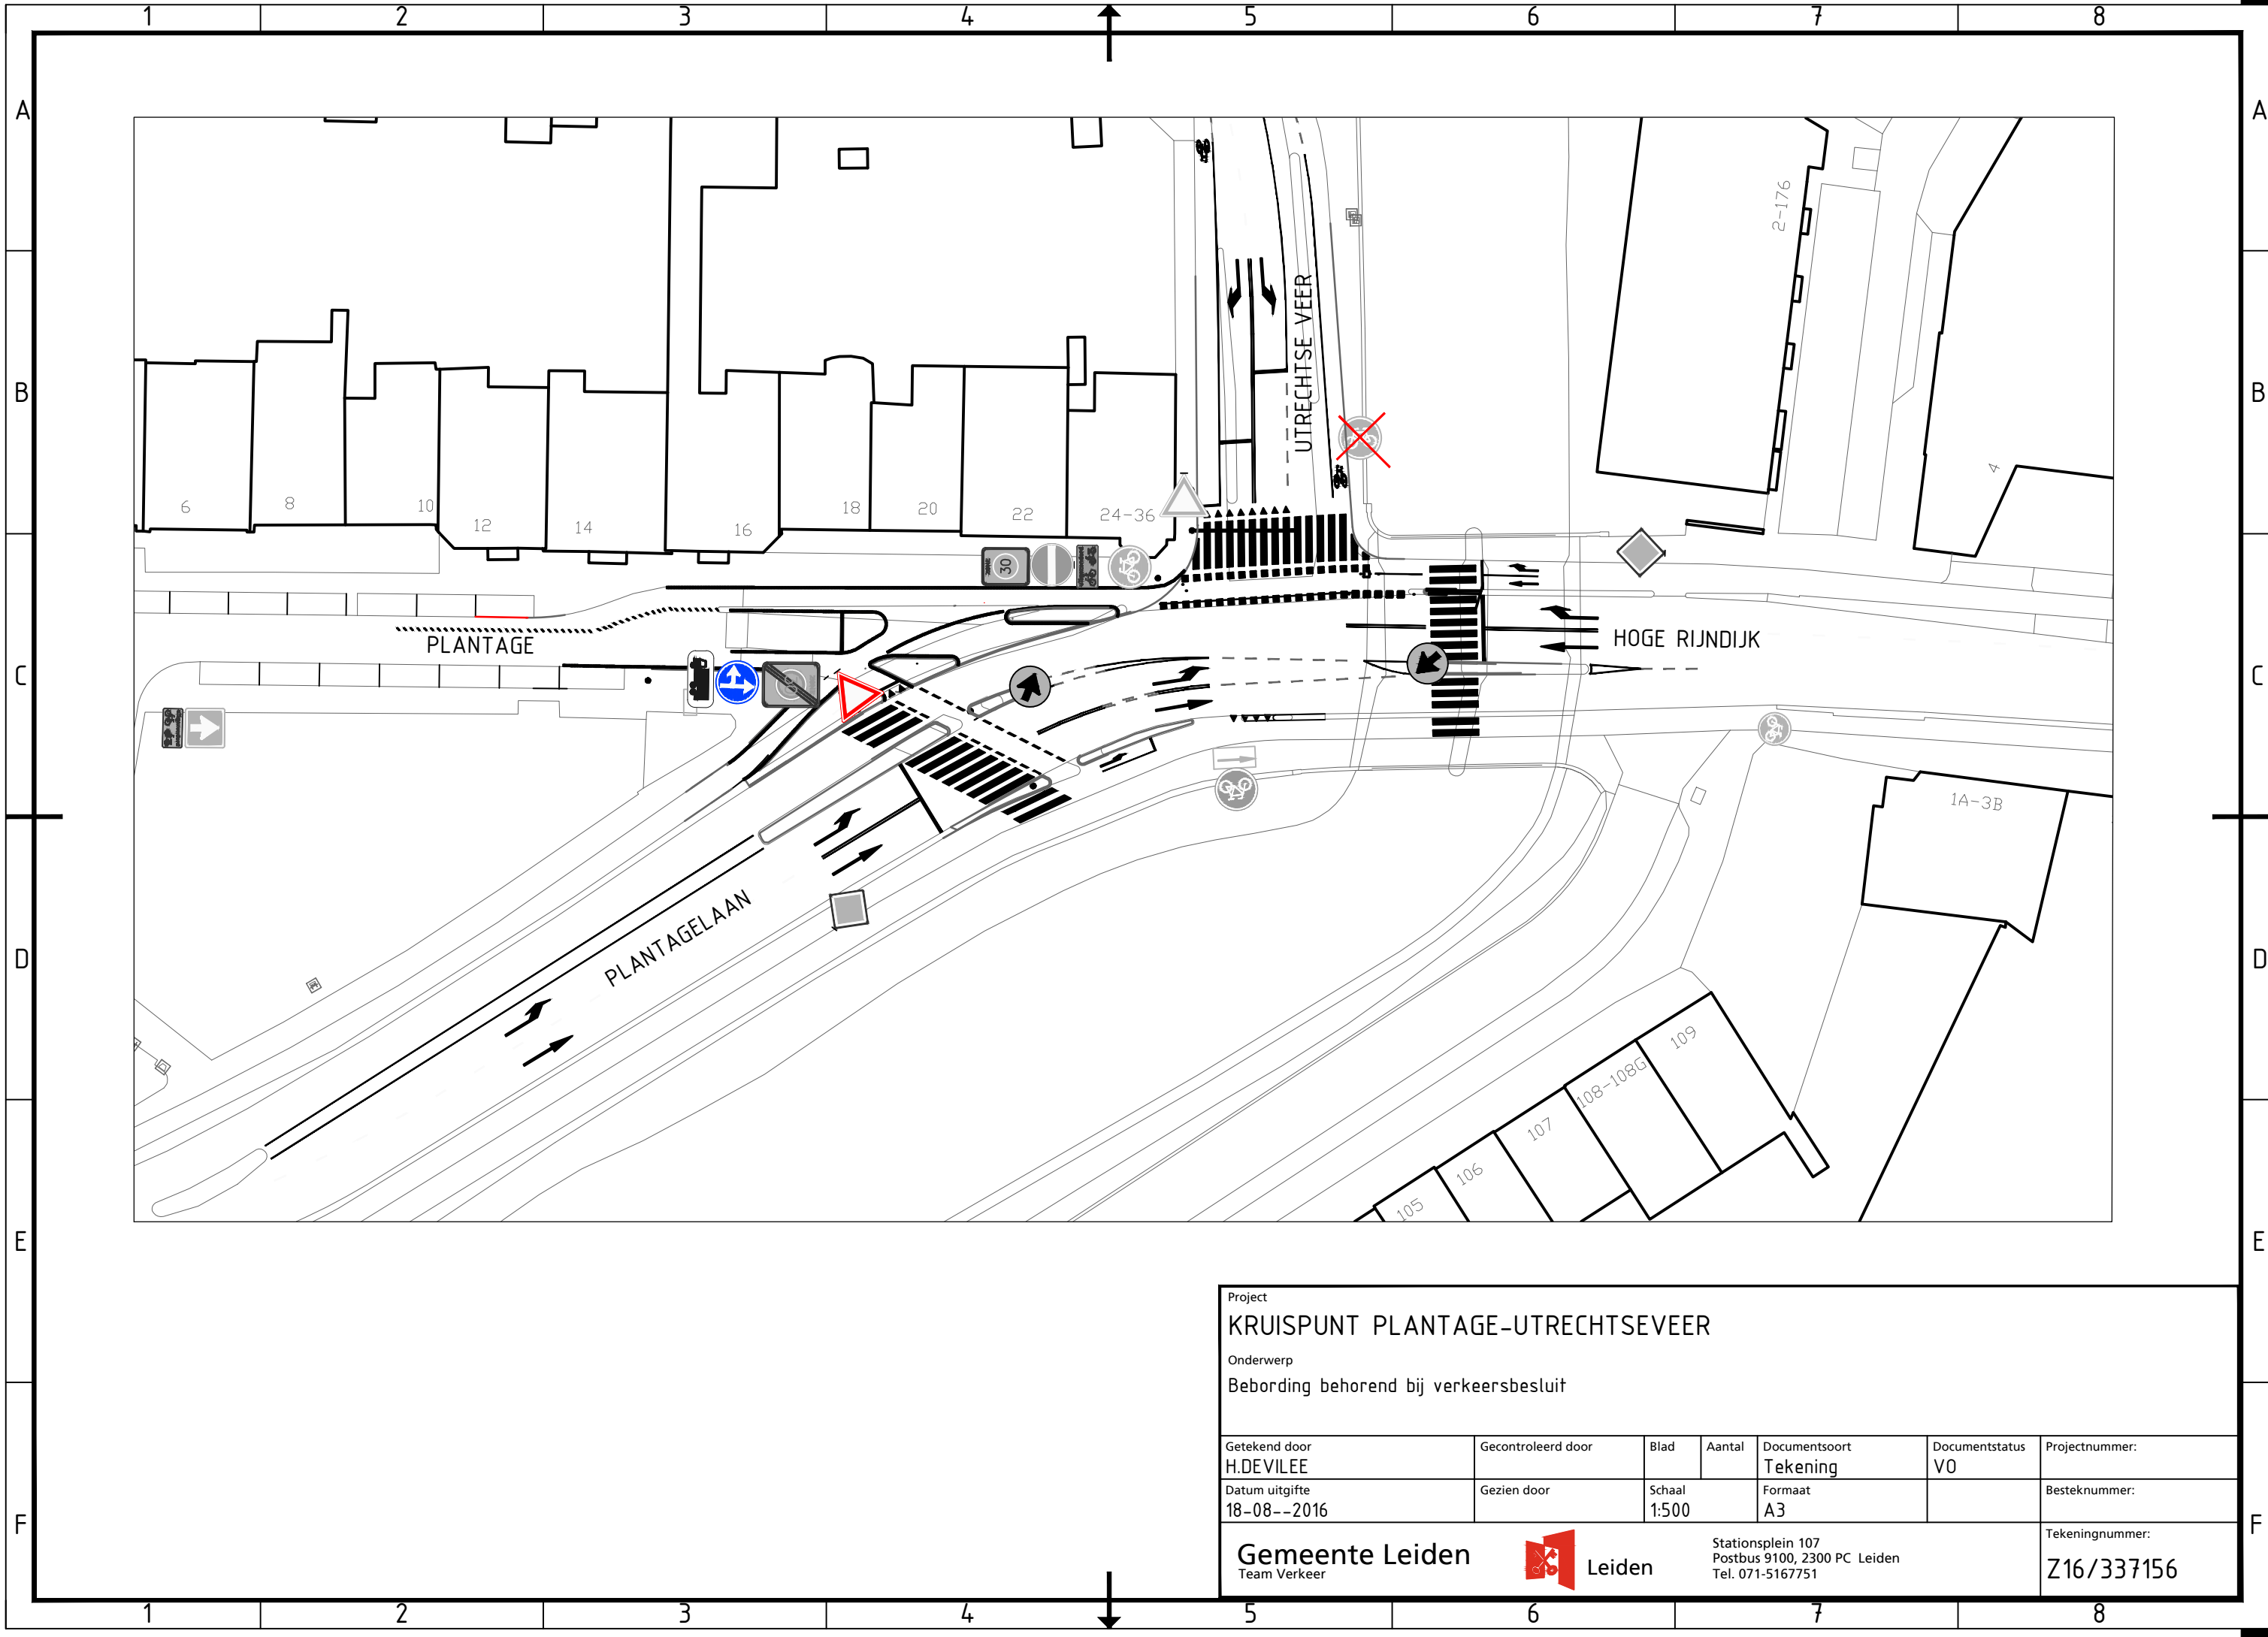 1 2 3 4 5 6 7 8
A A
B B
C C
D D
E E
F F
2-176
UTRECHTSE VEER
4
6
8
10
12
14
16
18
20
22
24-36
30
PLANTAGE
HOGE RIJNDIJK
1A-3B
PLANTAGELAAN
109
108-108G
107
106
105
Project
KRUISPUNT PLANTAGE-UTRECHTSEVEER
Onderwerp
Bebording behorend bij verkeersbesluit
Getekend door Gecontroleerd door Blad Aantal Documentsoort Documentstatus Projectnummer:
H.DEVILEE Tekening VO
Datum uitgifte Gezien door Schaal Formaat Besteknummer:
18-08--2016 1:500 A3
Gemeente Leiden
Team Verkeer
Leiden
Stationsplein 107
Postbus 9100, 2300 PC Leiden
Tel. 071-5167751
Tekeningnummer:
Z16/337156
1 2 3 4 5 6 7 8